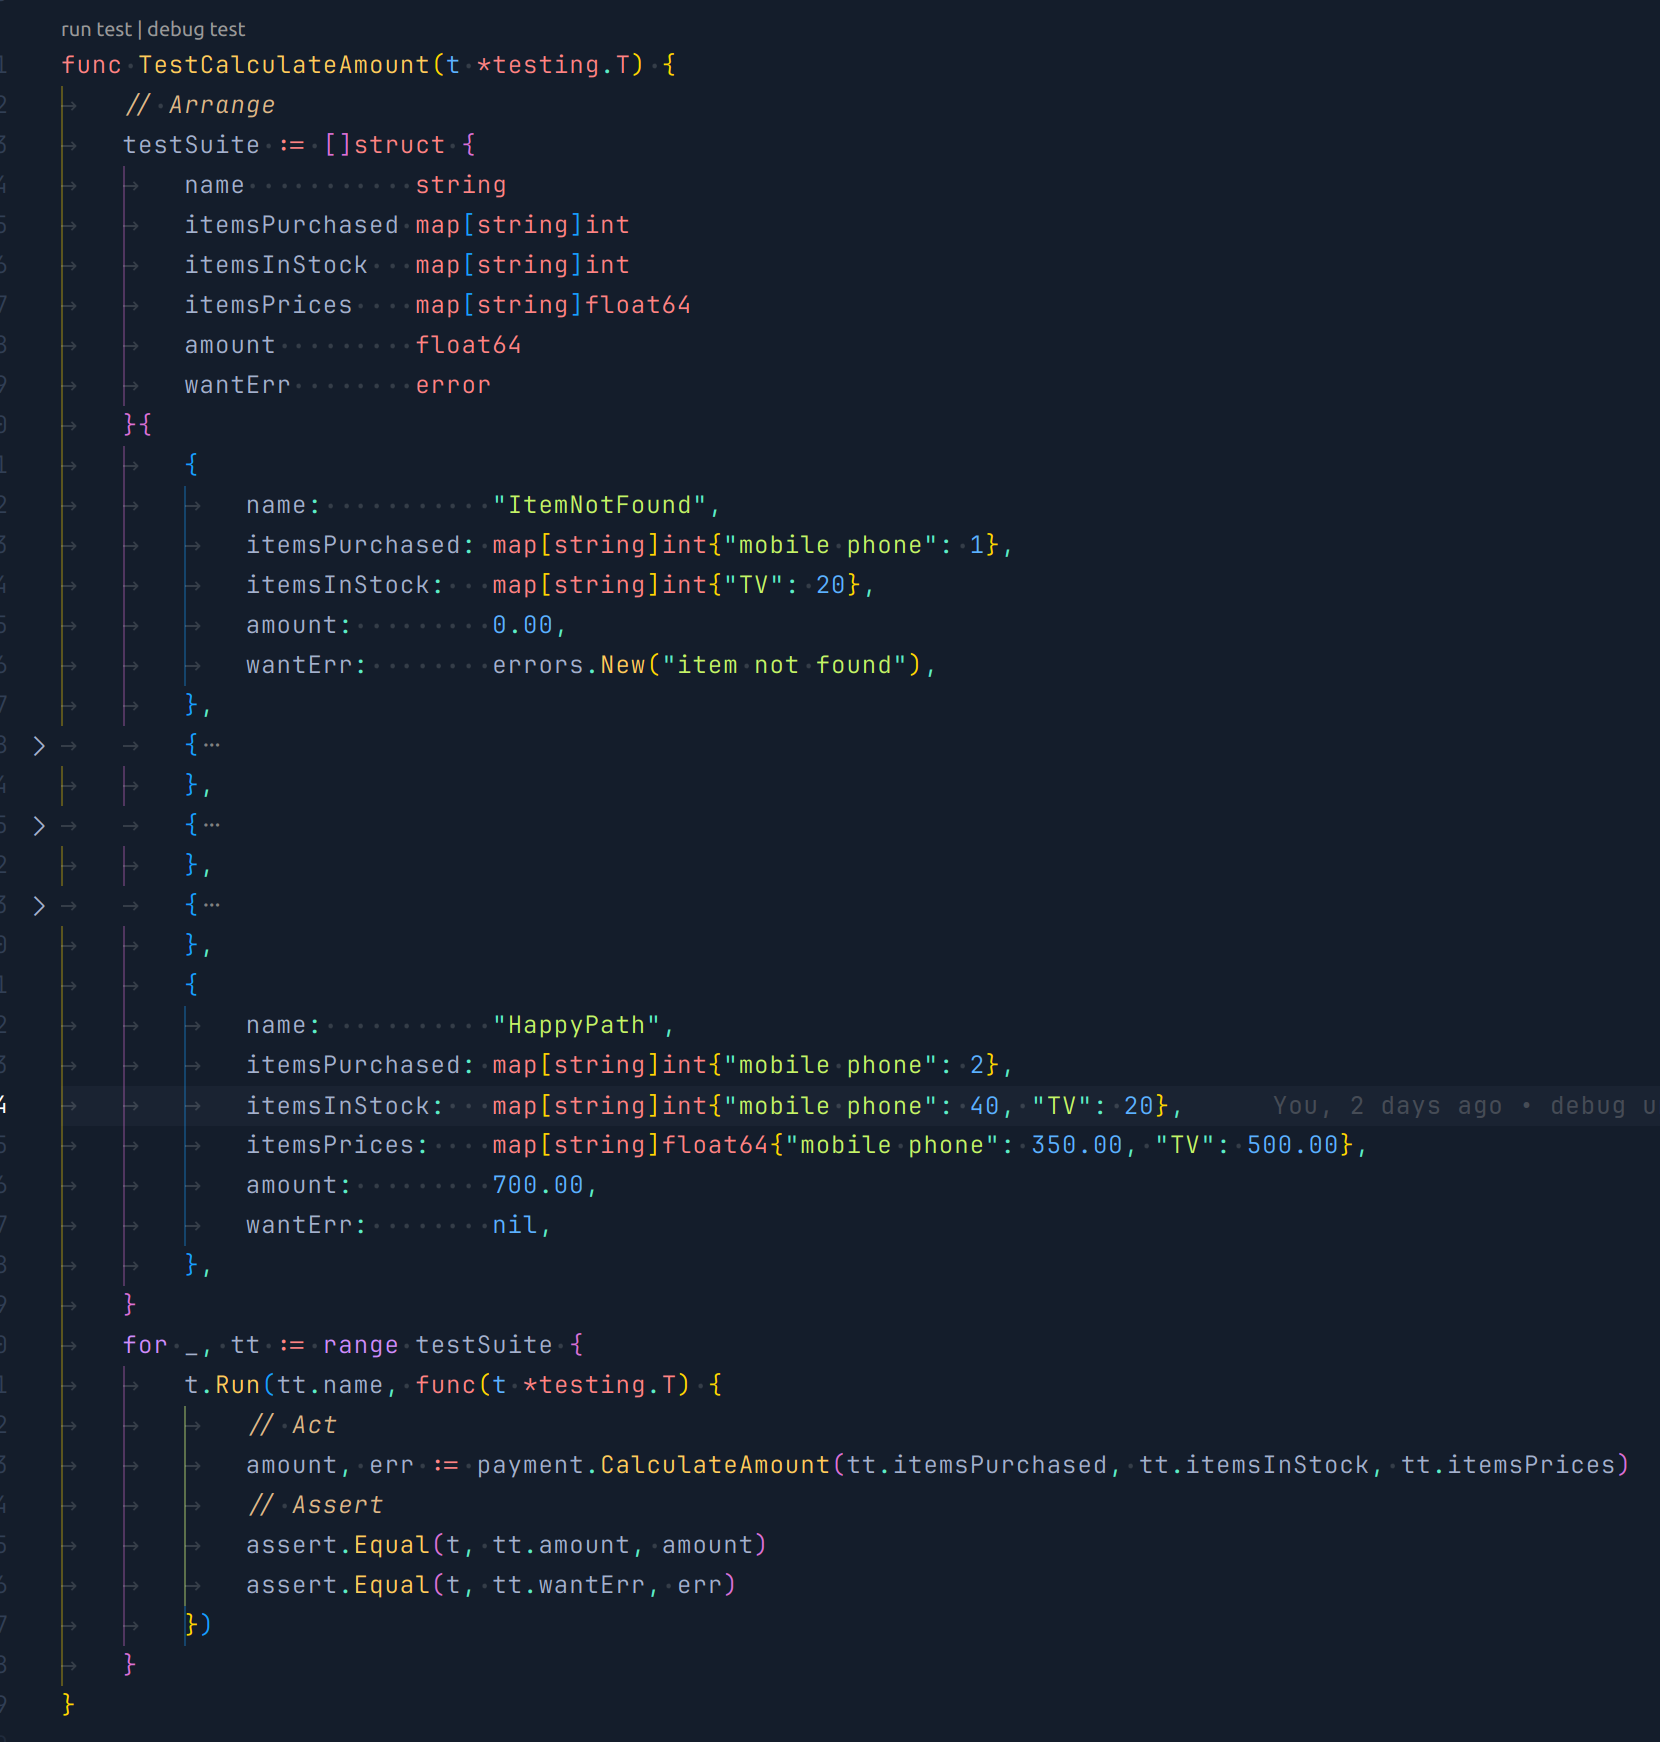 run test | debug test
func TestCalculateAmount(t *testing.T) {
// Arrange
testSuite := []struct {
name string
itemsPurchased map[string]int
itemsInStock map[string]int
itemsPrices map[string]float64
amount float64
wantErr error
}{
{
name: "ItemNotFound",
itemsPurchased: map[string]int{"mobile phone": 1},
itemsInStock: map[string]int{"TV": 20},
amount: 0.00,
wantErr: errors.New("item not found"),
},
{…
},
{…
},
{…
},
{
name: "HappyPath",
itemsPurchased: map[string]int{"mobile phone": 2},
itemsInStock: map[string]int{"mobile phone": 40, "TV": 20}, You, 2 days ago • debug u
itemsPrices: map[string]float64{"mobile phone": 350.00, "TV": 500.00},
amount: 700.00,
wantErr: nil,
},
}
for _, tt := range testSuite {
t.Run(tt.name, func(t *testing.T) {
// Act
amount, err := payment.CalculateAmount(tt.itemsPurchased, tt.itemsInStock, tt.itemsPrices)
// Assert
assert.Equal(t, tt.amount, amount)
assert.Equal(t, tt.wantErr, err)
})
}
}